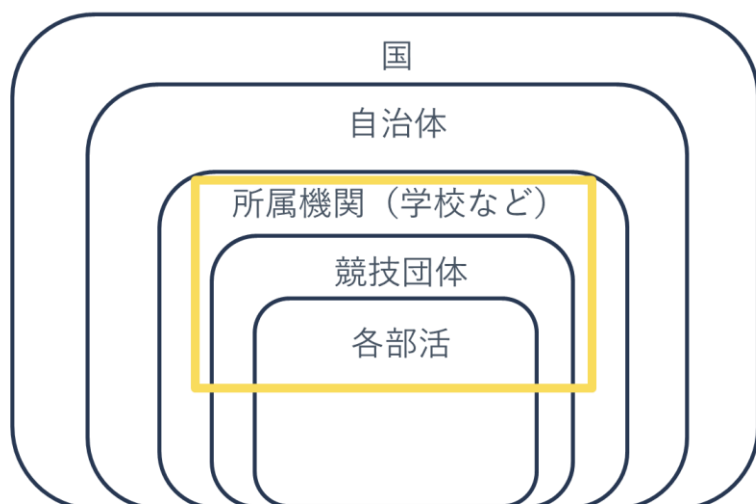 国
自治体
所属機関（学校など）
競技団体
各部活